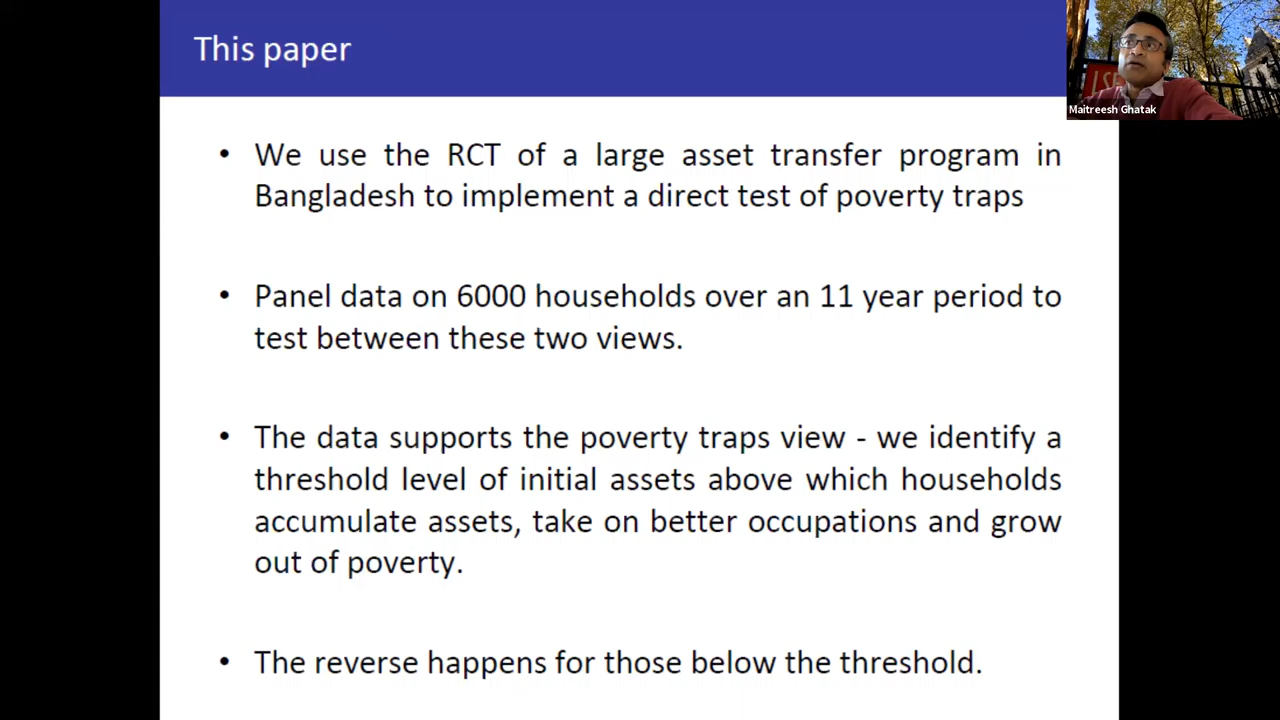 This paper
LSE
Maitreesh Ghatak
• We use the RCT of a large asset transfer program in
Bangladesh to implement a direct test of poverty traps
• Panel data on 6000 households over an 11 year period to
test between these two views.
• The data supports the poverty traps view - we identify a
threshold level of initial assets above which households
accumulate assets, take on better occupations and grow
out of poverty.
• The reverse happens for those below the threshold.